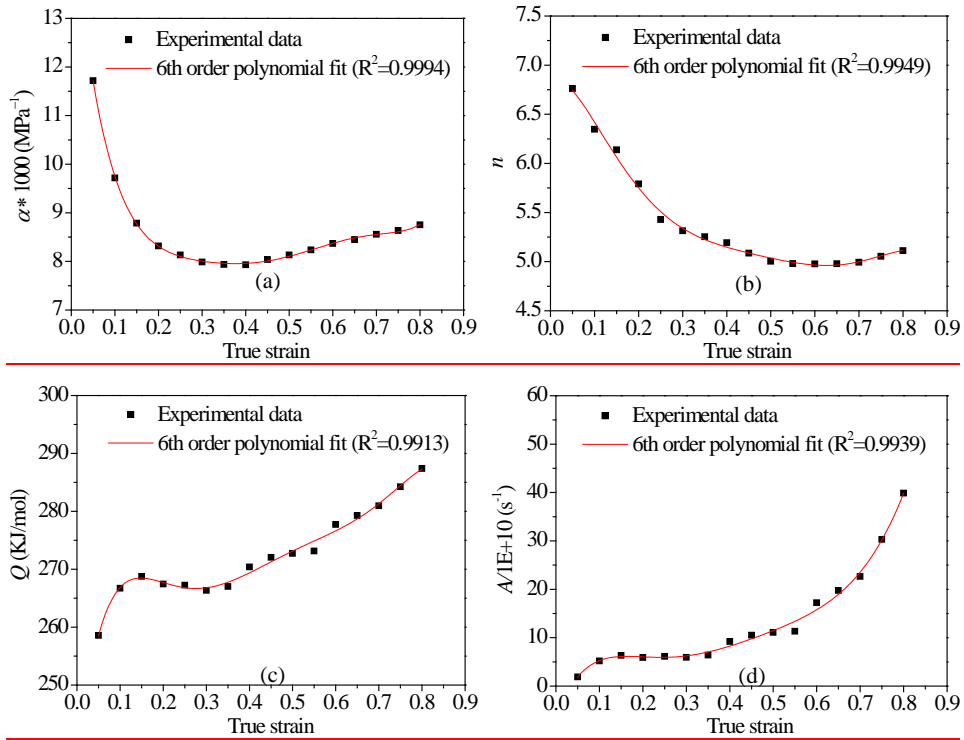 13
12
11
10
9
8
7
α* 1000 (MPa⁻¹)
Experimental data
6th order polynomial fit (R²=0.9994)
(a)
0.0 0.1 0.2 0.3 0.4 0.5 0.6 0.7 0.8 0.9
True strain
7.5
7.0
6.5
6.0
5.5
5.0
4.5
n
Experimental data
6th order polynomial fit (R²=0.9949)
(b)
0.0 0.1 0.2 0.3 0.4 0.5 0.6 0.7 0.8 0.9
True strain
300
290
280
270
260
250
Q (KJ/mol)
Experimental data
6th order polynomial fit (R²=0.9913)
(c)
0.0 0.1 0.2 0.3 0.4 0.5 0.6 0.7 0.8 0.9
True strain
60
50
40
30
20
10
0
A/1E+10 (s⁻¹)
Experimental data
6th order polynomial fit (R²=0.9939)
(d)
0.0 0.1 0.2 0.3 0.4 0.5 0.6 0.7 0.8 0.9
True strain